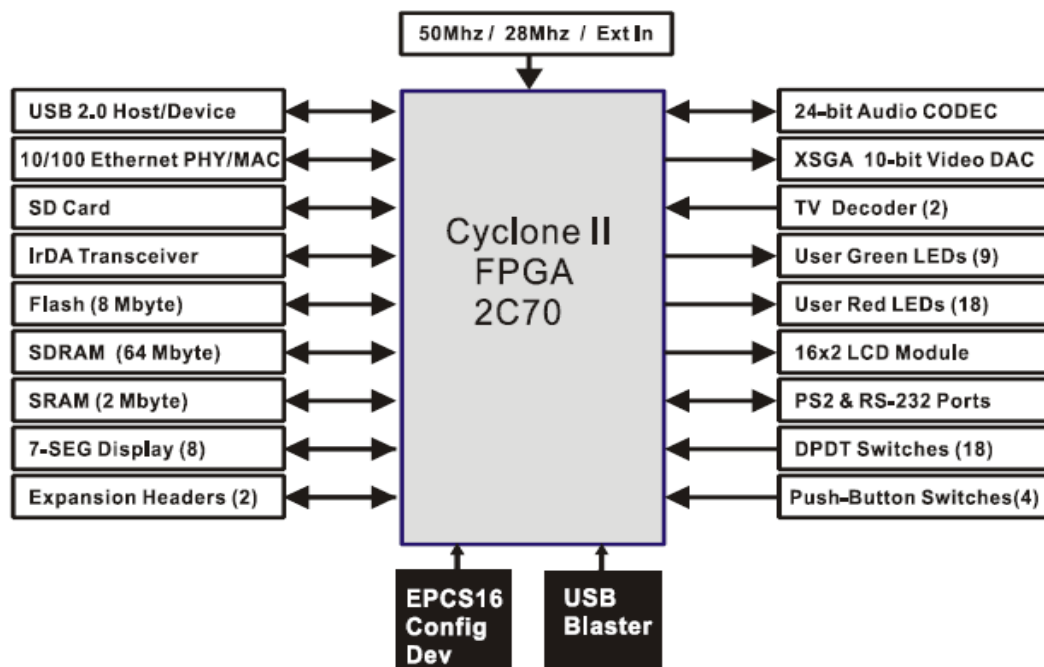 50Mhz / 28Mhz / Ext In
USB 2.0 Host/Device
10/100 Ethernet PHY/MAC
SD Card
IrDA Transceiver
Flash (8 Mbyte)
SDRAM (64 Mbyte)
SRAM (2 Mbyte)
7-SEG Display (8)
Expansion Headers (2)
Cyclone II
FPGA
2C70
24-bit Audio CODEC
XSGA 10-bit Video DAC
TV Decoder (2)
User Green LEDs (9)
User Red LEDs (18)
16x2 LCD Module
PS2 & RS-232 Ports
DPDT Switches (18)
Push-Button Switches(4)
EPCS16
Config
Dev
USB
Blaster